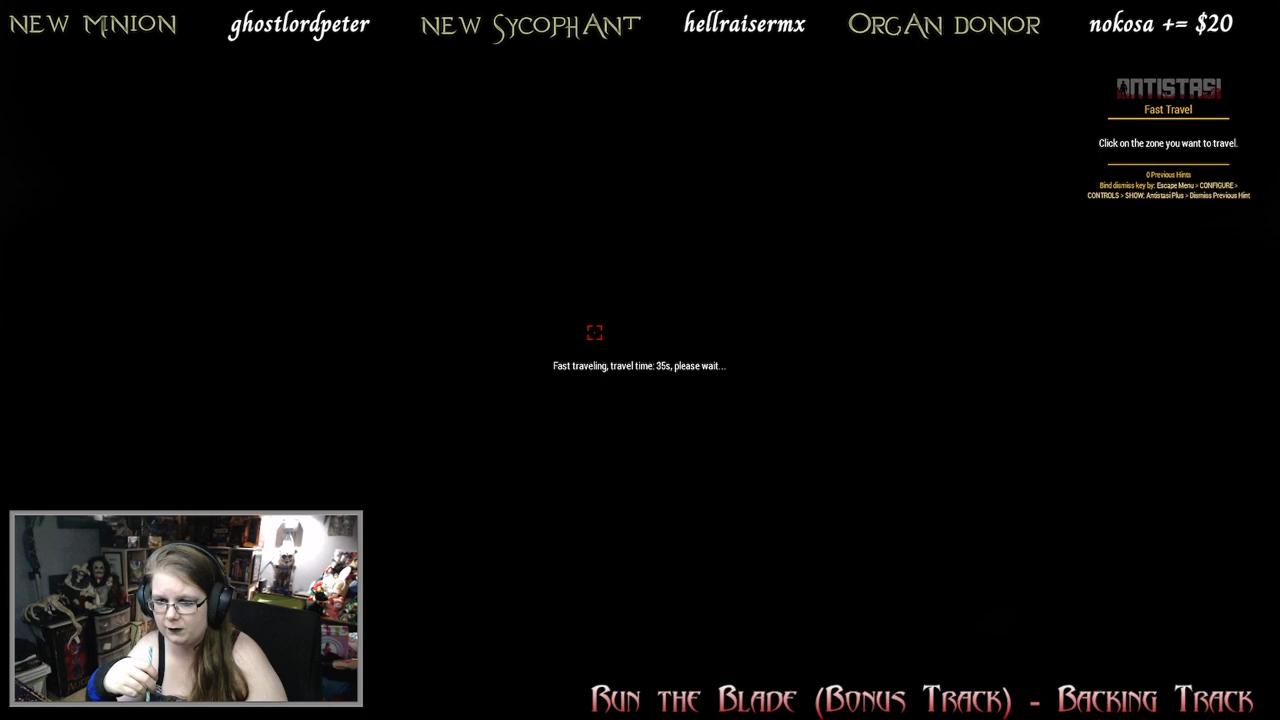 NEW MINION ghostlordpeter NEW SYCOPHANT hellraisermx ORGAN DONOR nokosa += $20
ANTISTASI
Fast Travel
Click on the zone you want to travel.
0 Previous Hints
Bind dismiss key by: Escape Menu > CONFIGURE >
CONTROLS > SHOW: Antistasi Plus > Dismiss Previous Hint
Fast traveling, travel time: 35s, please wait...
Run the Blade (Bonus Track) - Backing Track